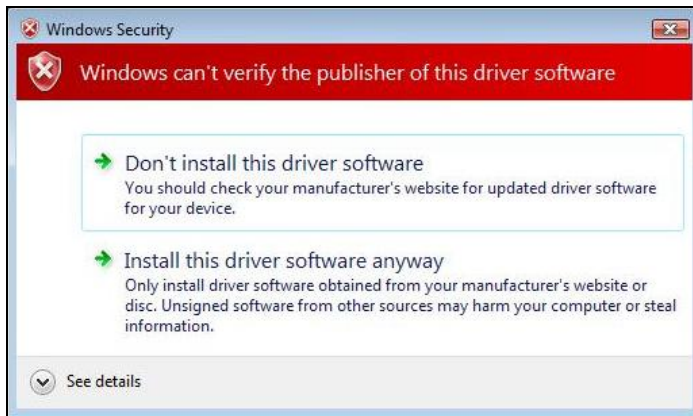 Windows Security
Windows can't verify the publisher of this driver software
Don't install this driver software
You should check your manufacturer's website for updated driver software
for your device.
Install this driver software anyway
Only install driver software obtained from your manufacturer's website or
disc. Unsigned software from other sources may harm your computer or steal
information.
See details